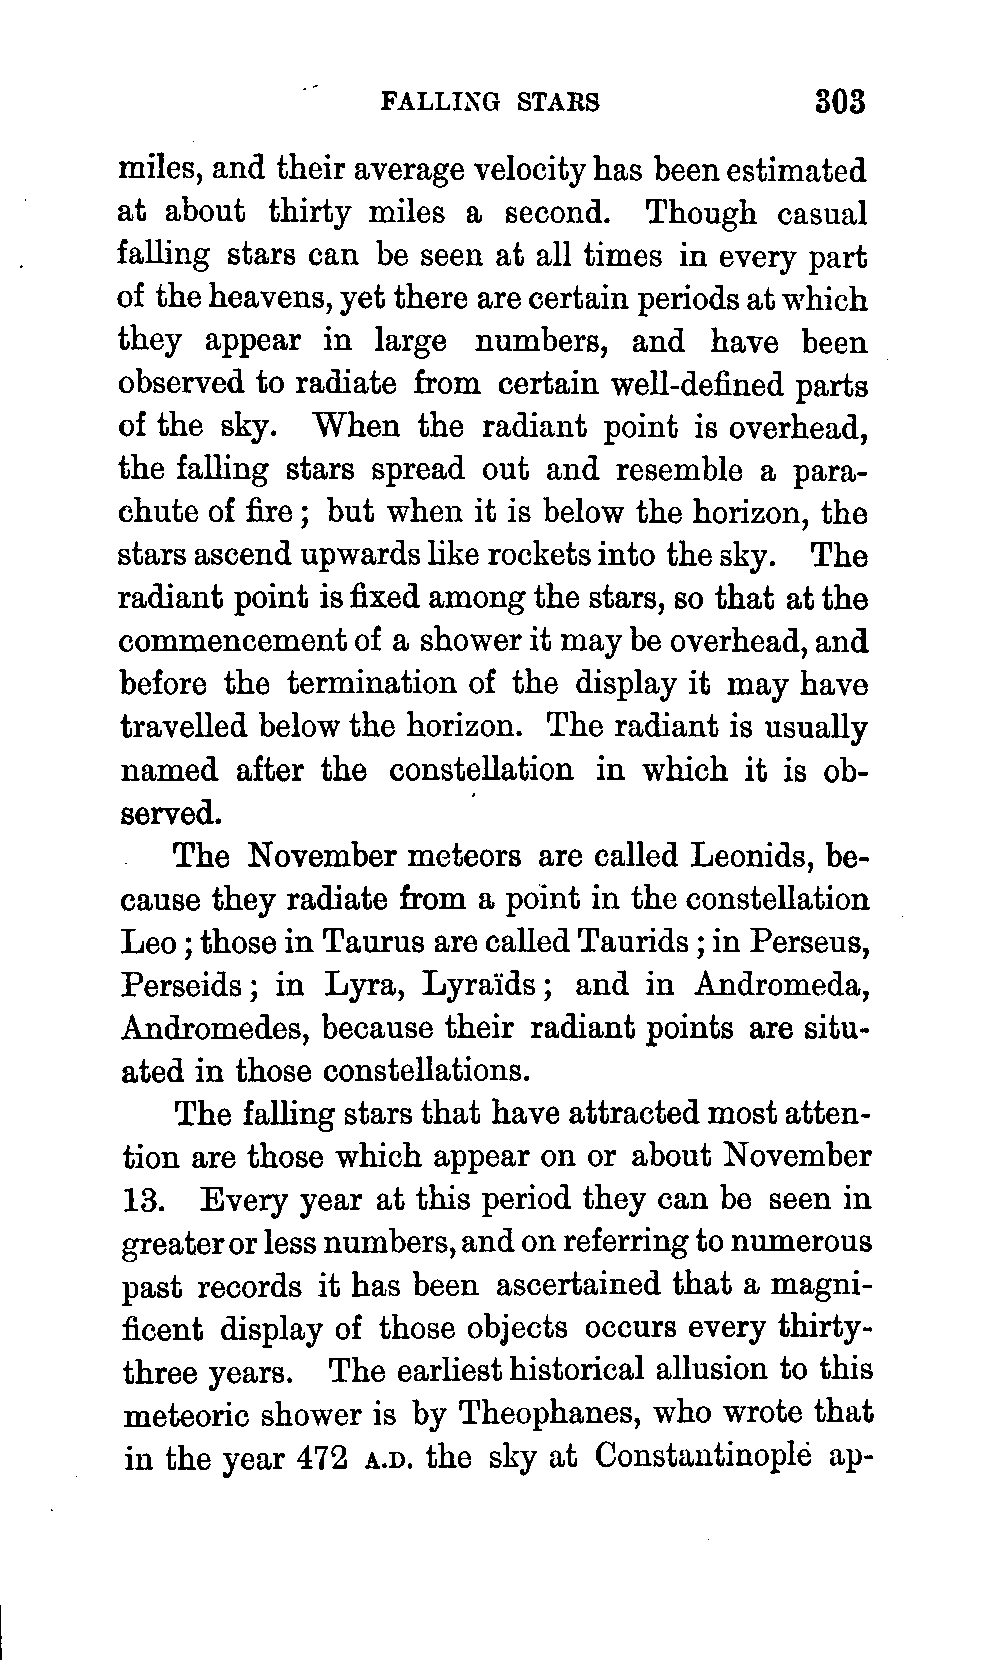 FALLING STARS 303
miles, and their average velocity has been estimated
at about thirty miles a second. Though casual
falling stars can be seen at all times in every part
of the heavens, yet there are certain periods at which
they appear in large numbers, and have been
observed to radiate from certain well-defined parts
of the sky. When the radiant point is overhead,
the falling stars spread out and resemble a para-
chute of fire; but when it is below the horizon, the
stars ascend upwards like rockets into the sky. The
radiant point is fixed among the stars, so that at the
commencement of a shower it may be overhead, and
before the termination of the display it may have
travelled below the horizon. The radiant is usually
named after the constellation in which it is ob-
served.
The November meteors are called Leonids, be-
cause they radiate from a point in the constellation
Leo; those in Taurus are called Taurids; in Perseus,
Perseids; in Lyra, Lyraïds; and in Andromeda,
Andromedes, because their radiant points are situ-
ated in those constellations.
The falling stars that have attracted most atten-
tion are those which appear on or about November
13. Every year at this period they can be seen in
greater or less numbers, and on referring to numerous
past records it has been ascertained that a magni-
ficent display of those objects occurs every thirty-
three years. The earliest historical allusion to this
meteoric shower is by Theophanes, who wrote that
in the year 472 A.D. the sky at Constantinople ap-